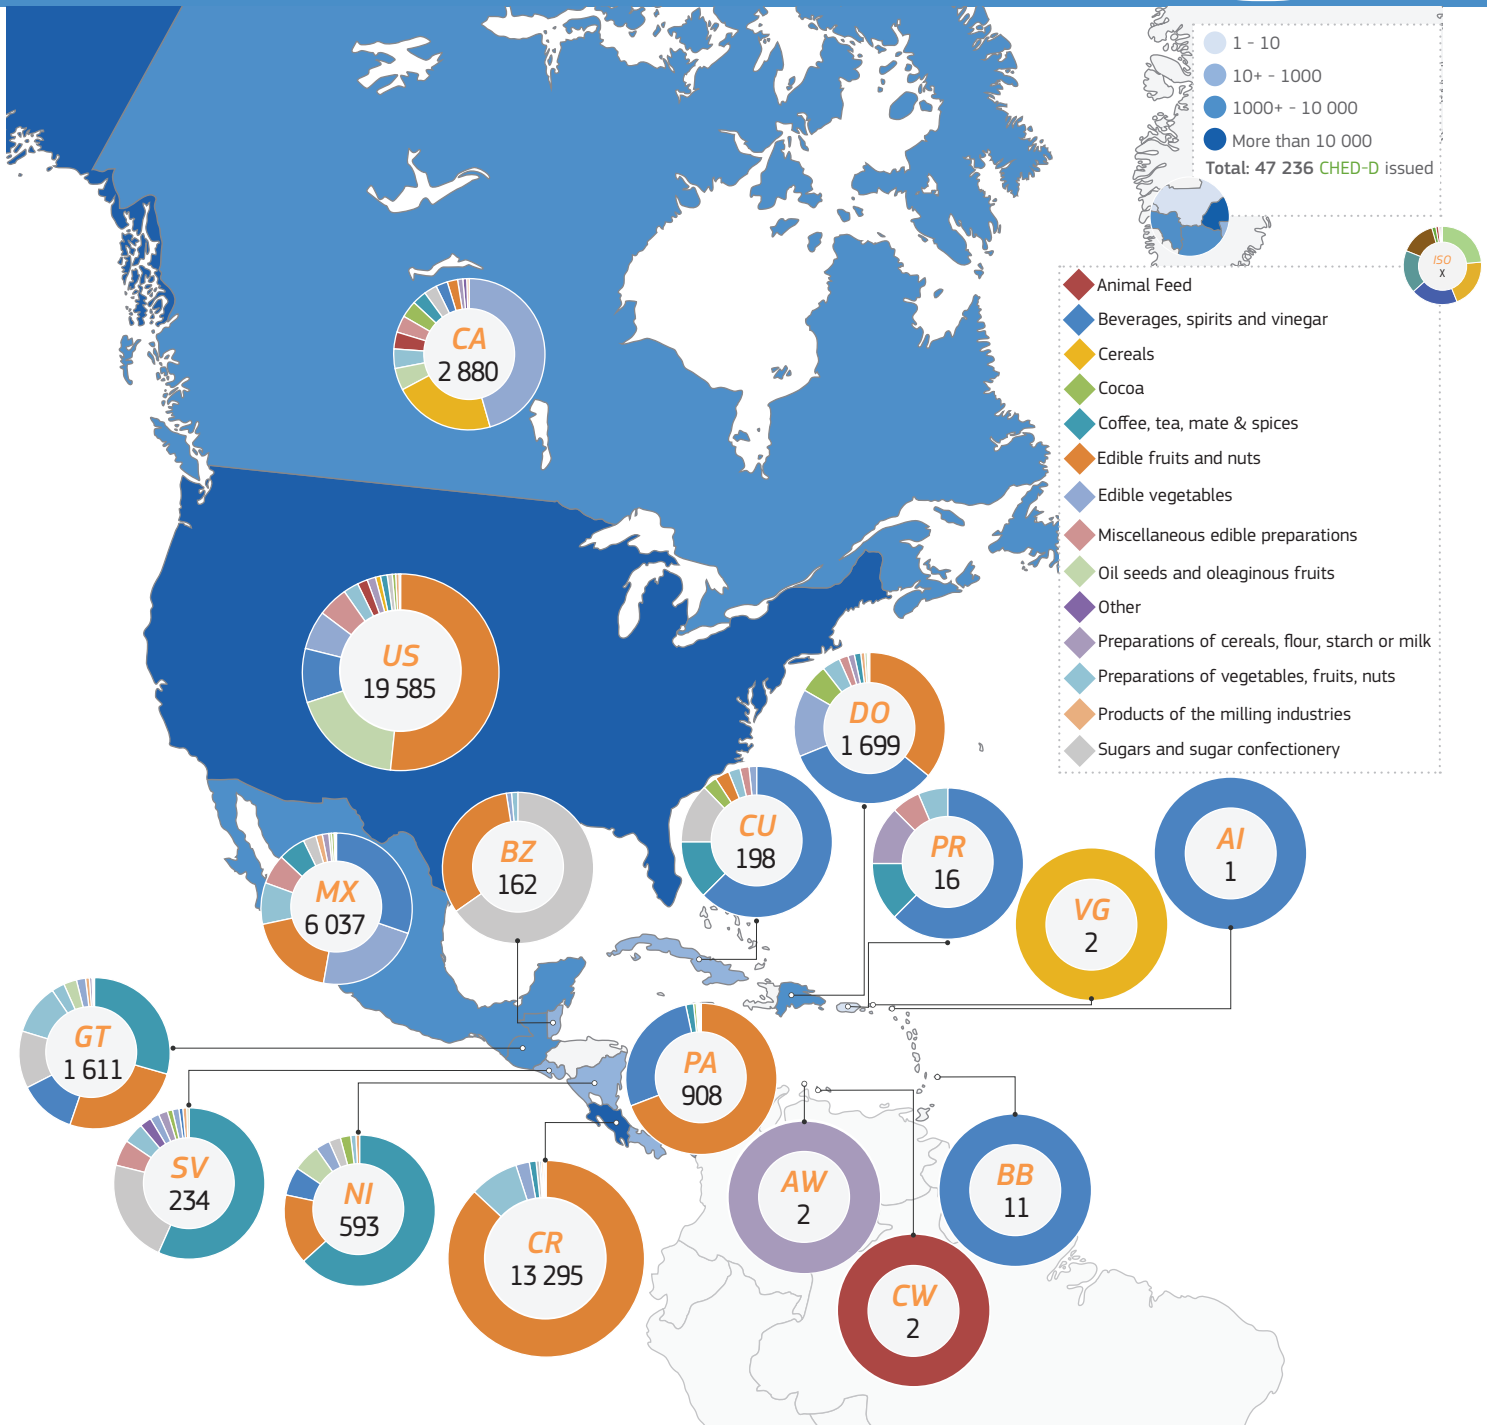 1 - 10
10+ - 1000
1000+ - 10 000
More than 10 000
Total: 47 236 CHED-D issued
ISO
x
Animal Feed
Beverages, spirits and vinegar
Cereals
Cocoa
Coffee, tea, mate & spices
Edible fruits and nuts
Edible vegetables
Miscellaneous edible preparations
Oil seeds and oleaginous fruits
Other
Preparations of cereals, flour, starch or milk
Preparations of vegetables, fruits, nuts
Products of the milling industries
Sugars and sugar confectionery
CA
2 880
US
19 585
DO
1 699
CU
198
PR
16
AI
1
VG
2
BZ
162
MX
6 037
GT
1 611
PA
908
SV
234
NI
593
CR
13 295
AW
2
BB
11
CW
2